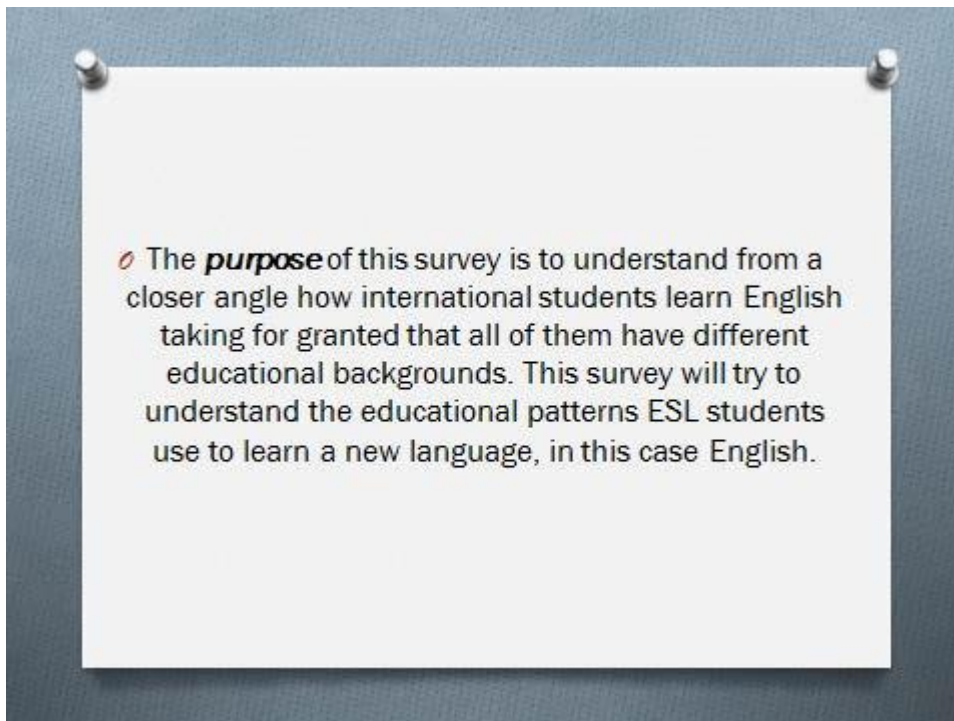 The purpose of this survey is to understand from a
closer angle how international students learn English
taking for granted that all of them have different
educational backgrounds. This survey will try to
understand the educational patterns ESL students
use to learn a new language, in this case English.